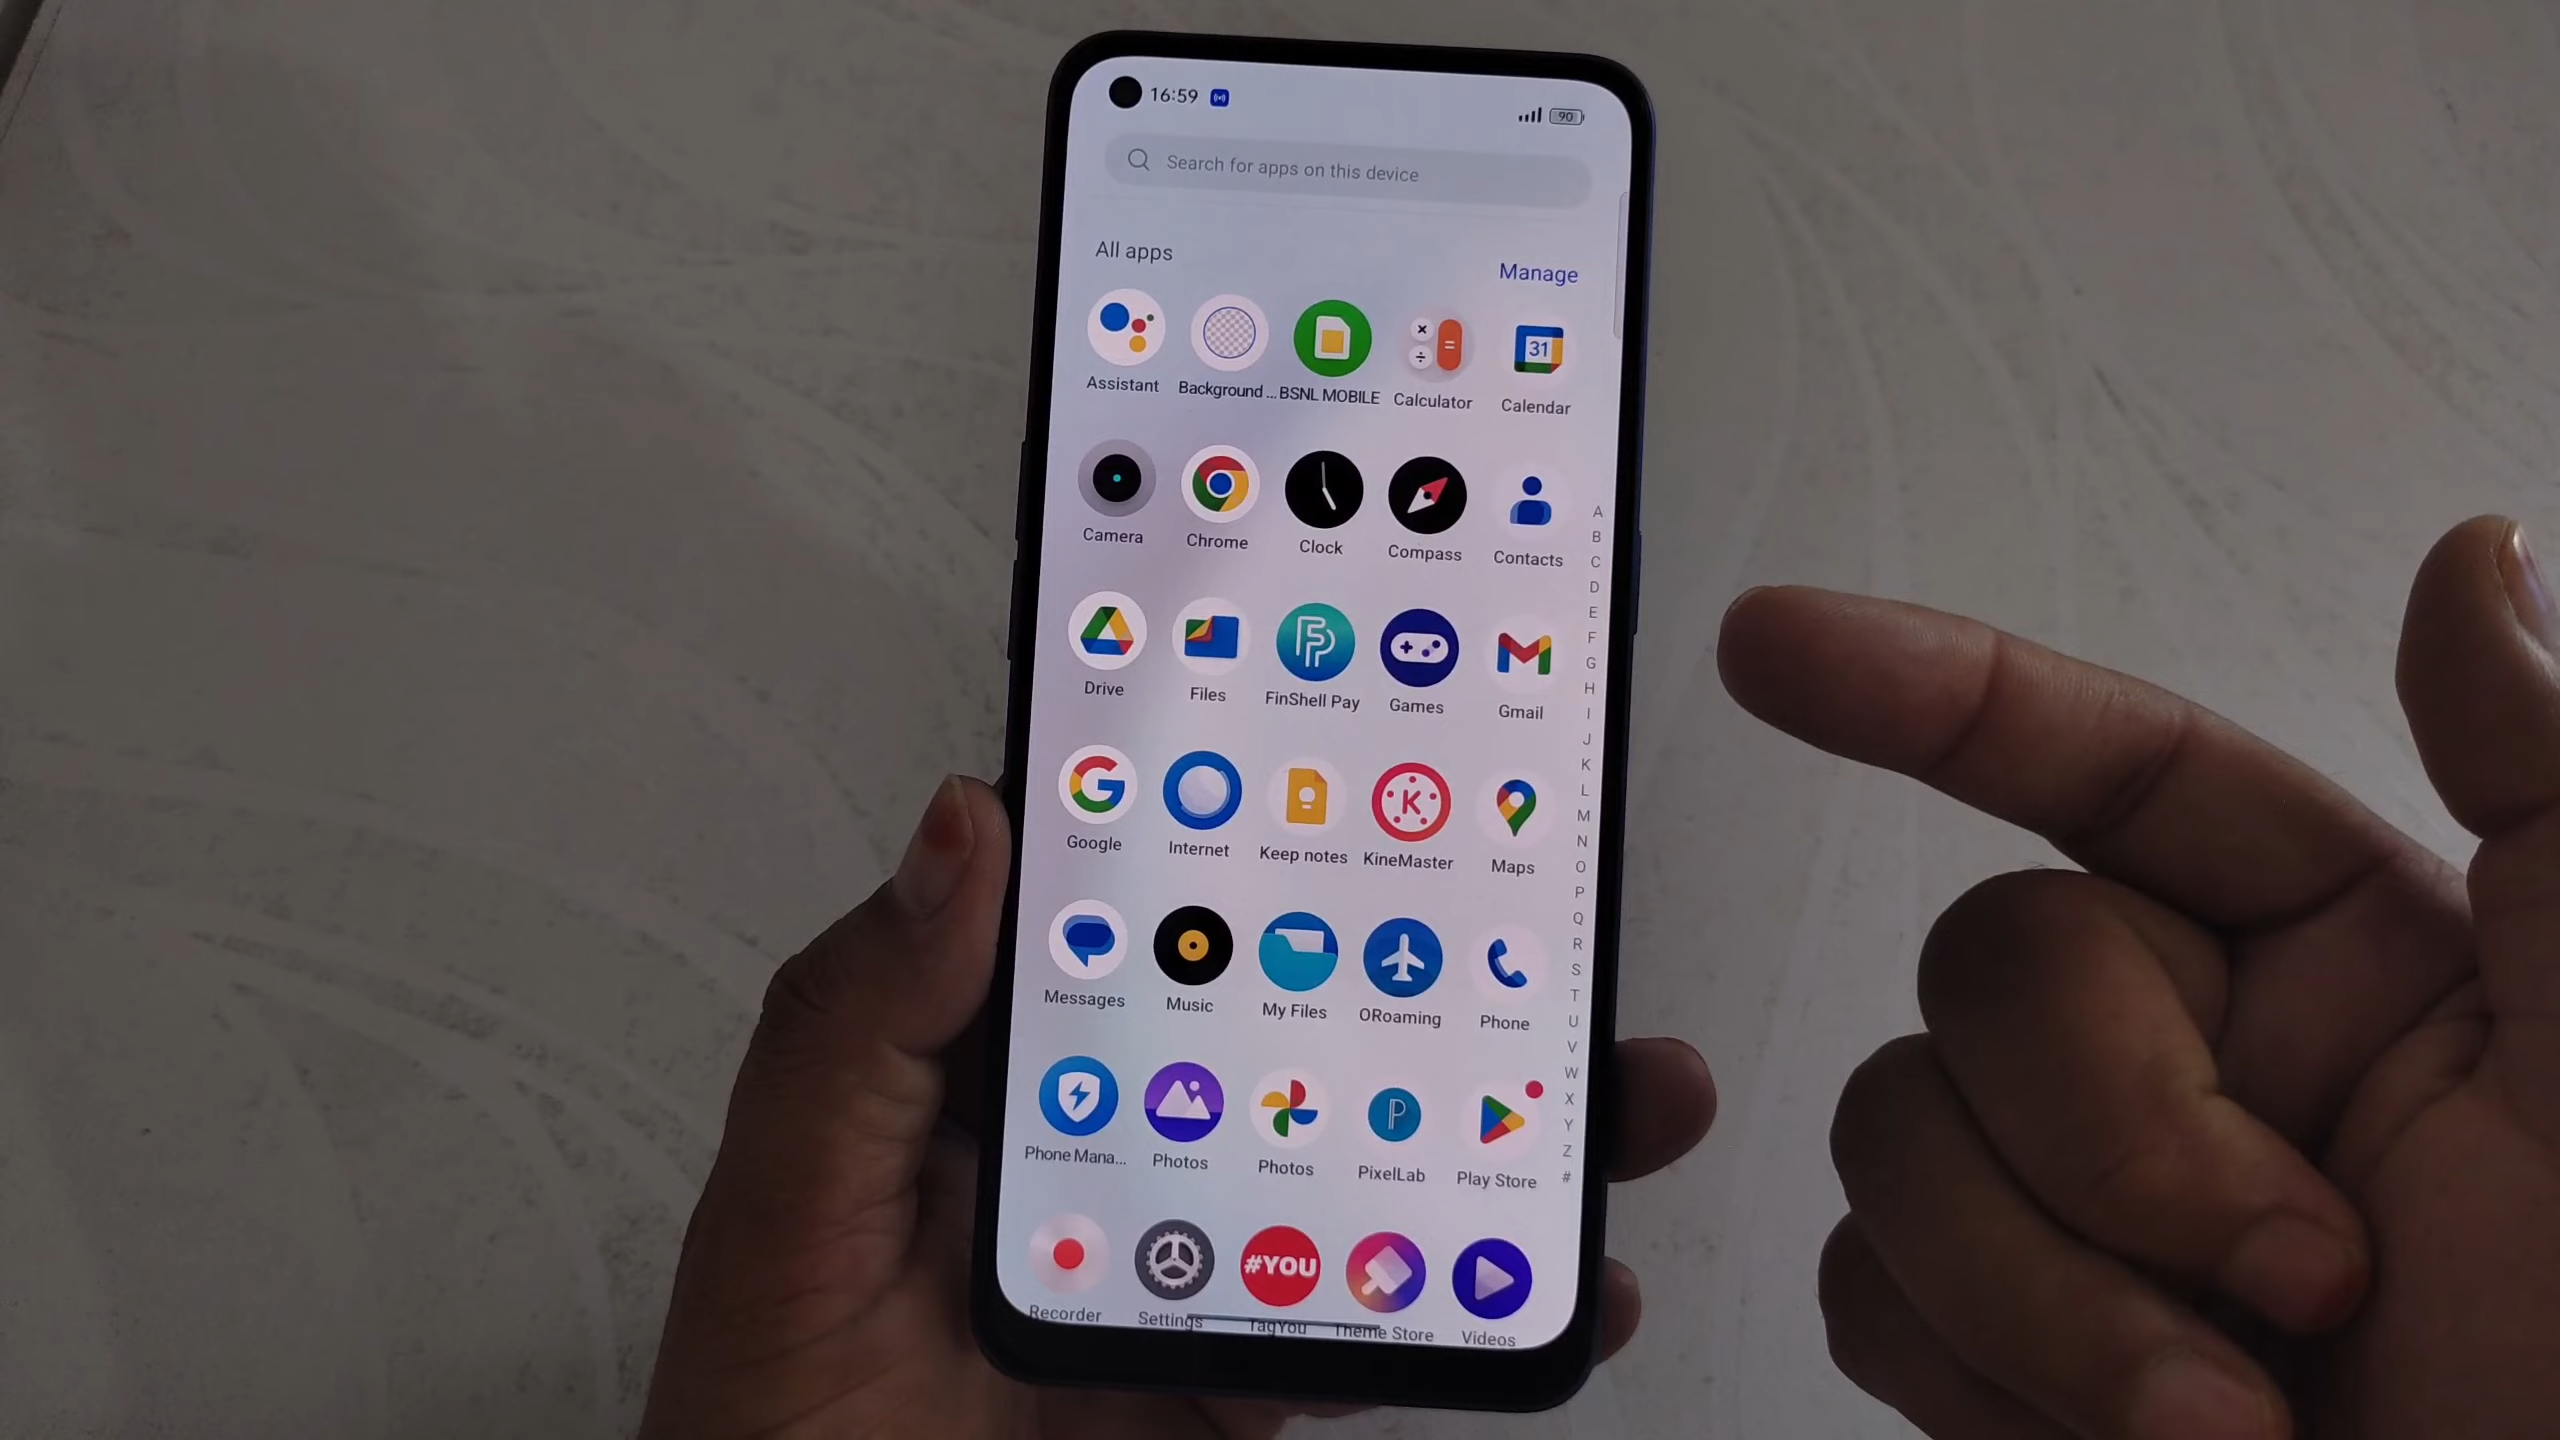 16:59
90
Search for apps on this device
All apps
Manage
31
Assistant
Background ...
BSNL MOBILE
Calculator
Calendar
Camera
Chrome
Clock
Compass
Contacts
Drive
Files
FinShell Pay
Games
Gmail
Google
Internet
Keep notes
K
KineMaster
Maps
Messages
Music
My Files
ORoaming
Phone
Phone Mana...
Photos
Photos
P
PixelLab
Play Store
#YOU
Recorder
Settings
TagYou
Theme Store
Videos
A
B
C
D
E
F
G
H
I
J
K
L
M
N
O
P
Q
R
S
T
U
V
W
X
Y
Z
#